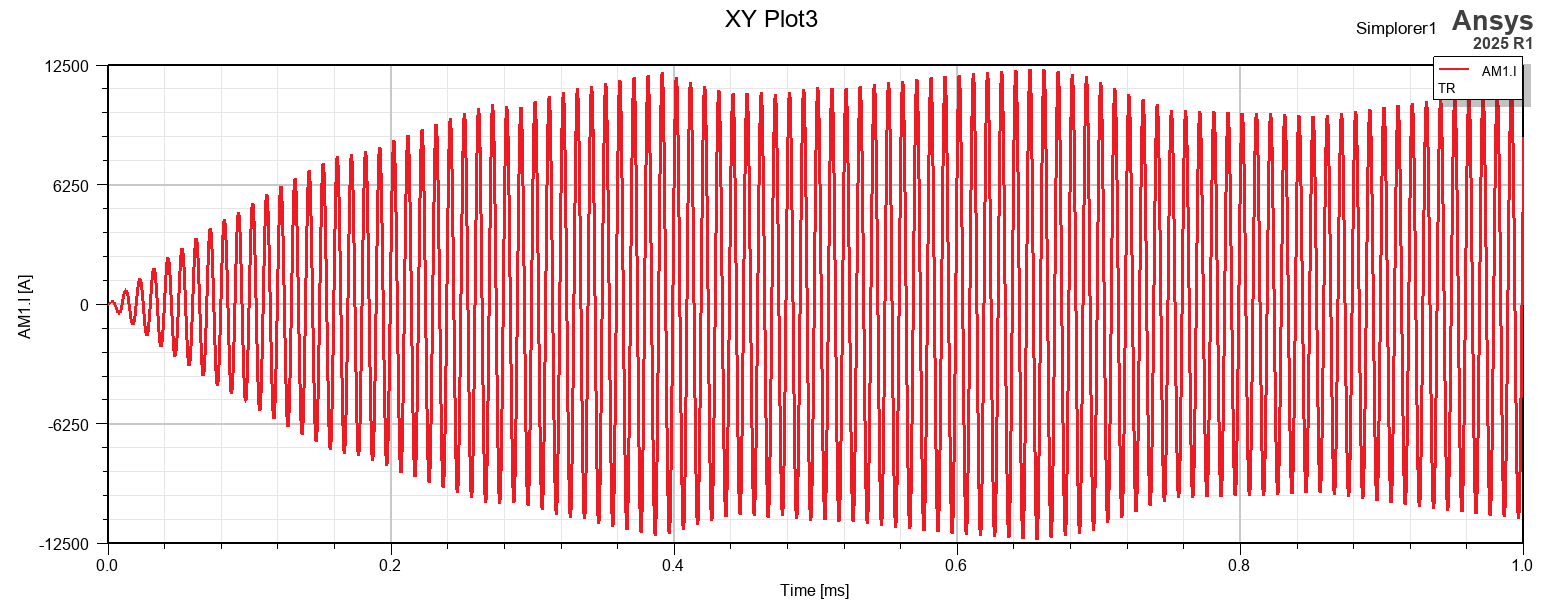 XY Plot3
Simplorer1
Ansys
2025 R1
AM1.I
TR
12500
6250
0
-6250
-12500
AM1.I [A]
0.0 0.2 0.4 0.6 0.8 1.0
Time [ms]